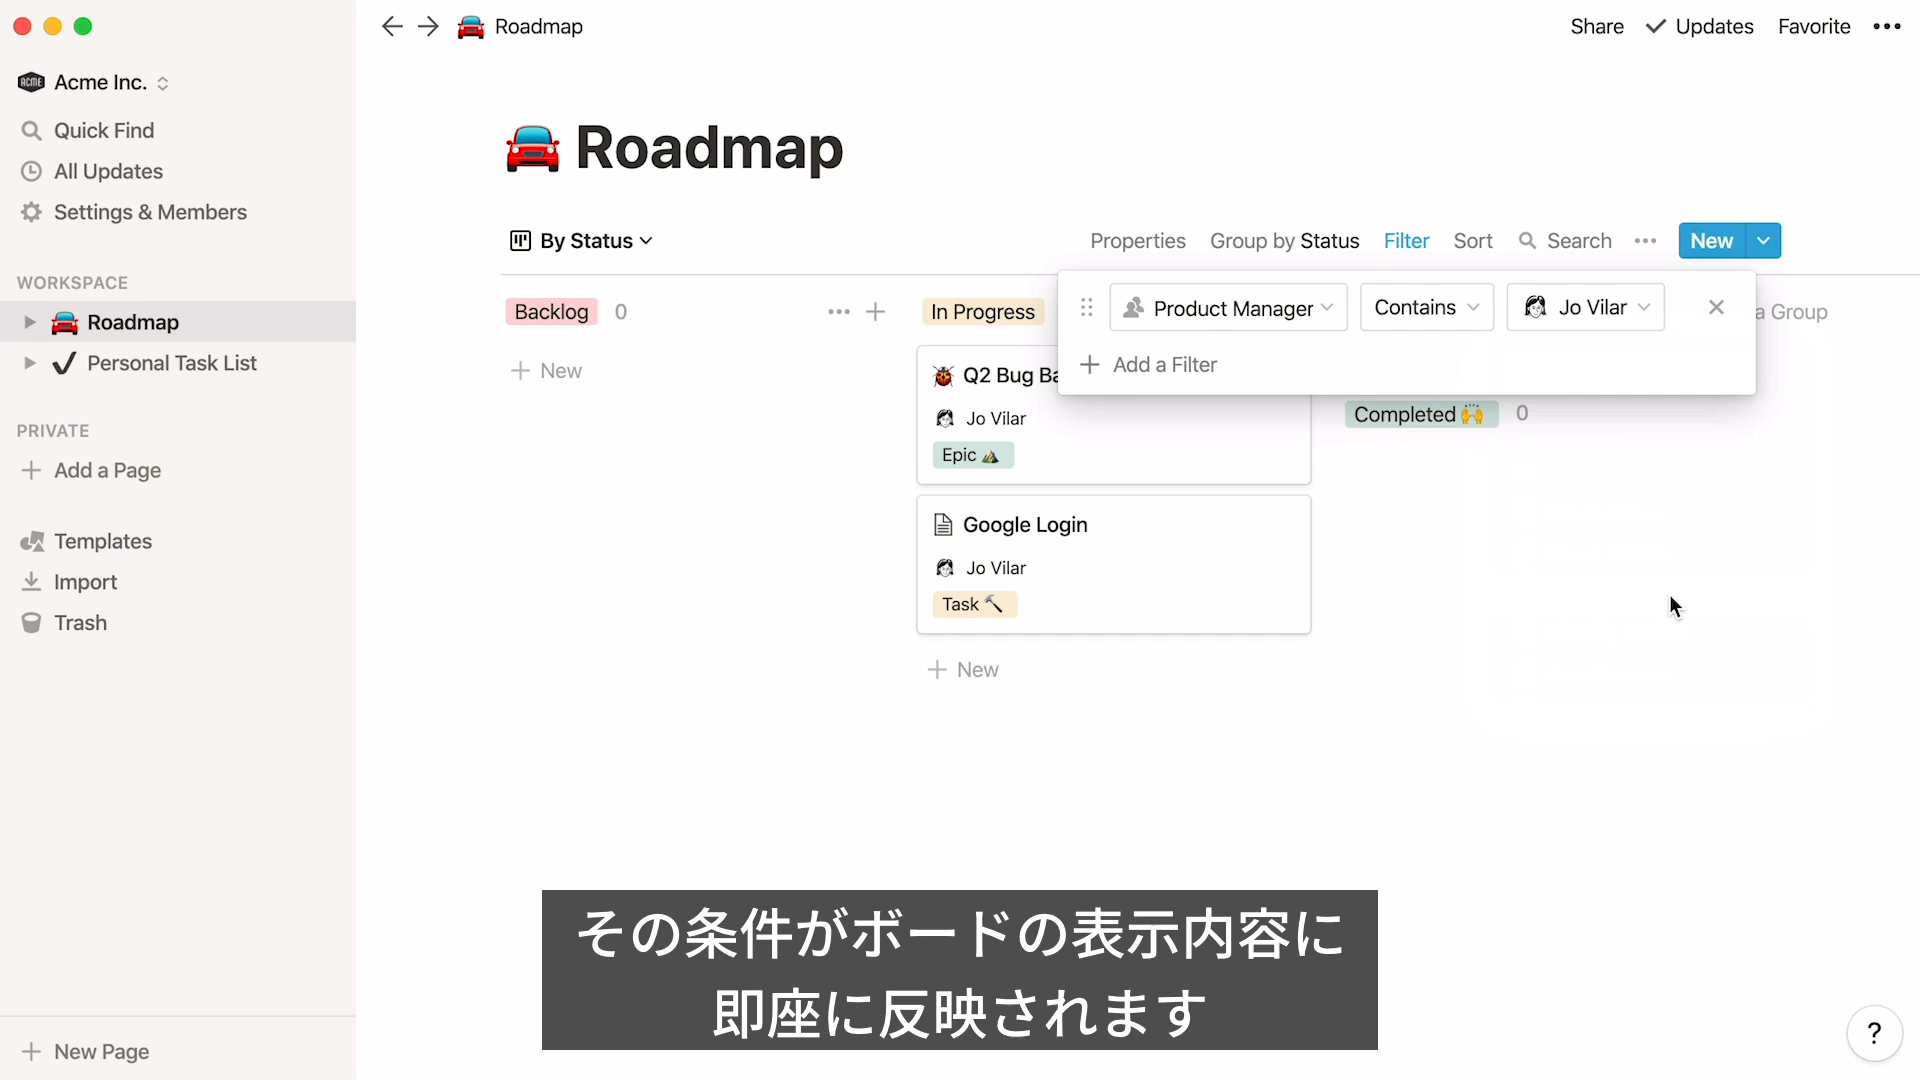 Roadmap
Share
Updates
Favorite
ACME
Acme Inc.
Quick Find
All Updates
Settings & Members
WORKSPACE
Roadmap
Personal Task List
PRIVATE
Add a Page
Templates
Import
Trash
New Page
Roadmap
By Status
Properties
Group by Status
Filter
Sort
Search
New
Product Manager
Contains
Jo Vilar
Add a Filter
a Group
Backlog 0
New
In Progress
Q2 Bug Ba
Jo Vilar
Epic
Google Login
Jo Vilar
Task
New
Completed 0
その条件がボードの表示内容に
即座に反映されます
?